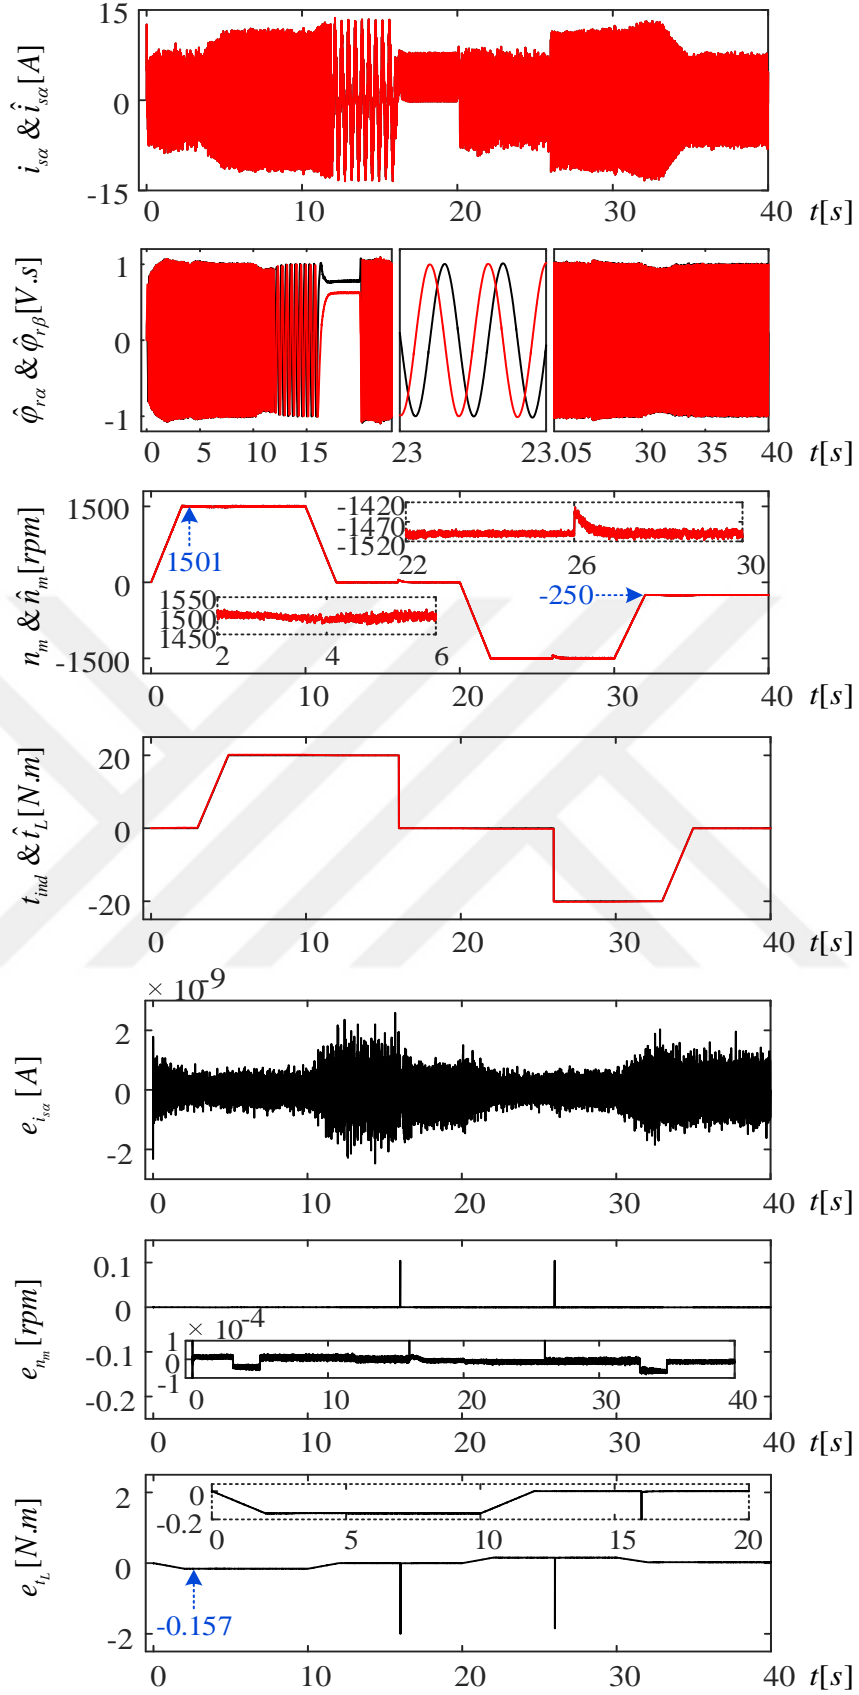 i_sα & î_sα [A]
15
0
-15
0 10 20 30 40 t[s]
φ̂_rα & φ̂_rβ [V.s]
1
0
-1
0 5 10 15 23 23.05 30 35 40 t[s]
n_m & n̂_m [rpm]
1500
0
-1500
1501
-1420
-1470
-1520
22 26 30
-250
1550
1500
1450
2 4 6
0 10 20 30 40 t[s]
t_ind & t̂_L [N.m]
20
0
-20
0 10 20 30 40 t[s]
× 10^-9
e_i_sα [A]
2
0
-2
0 10 20 30 40 t[s]
e_n_m [rpm]
0.1
0
-0.1
-0.2
× 10^-4
1
0
-1
0 10 20 30 40
0 10 20 30 40 t[s]
e_t_L [N.m]
2
0
-2
0
-0.2
0 5 10 15 20
-0.157
0 10 20 30 40 t[s]